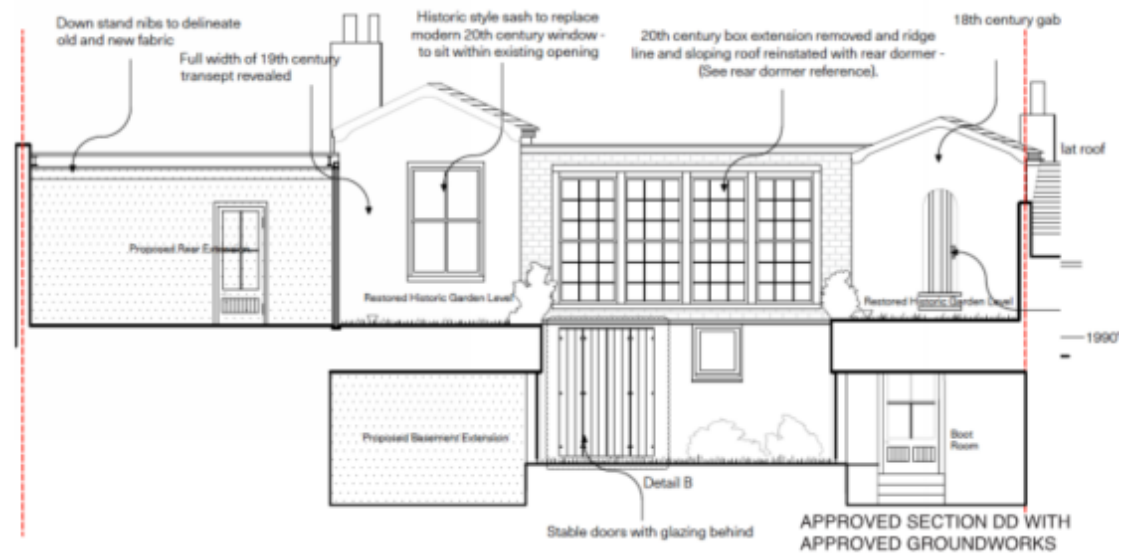 Down stand nibs to delineate
old and new fabric
Full width of 19th century
transept revealed
Historic style sash to replace
modern 20th century window -
to sit within existing opening
20th century box extension removed and ridge
line and sloping roof reinstated with rear dormer -
(See rear dormer reference).
18th century gab
lat roof
Proposed Rear Extension
Restored Historic Garden Level
Restored Historic Garden Level
1990'
Proposed Basement Extension
Boot
Room
Detail B
Stable doors with glazing behind
APPROVED SECTION DD WITH
APPROVED GROUNDWORKS